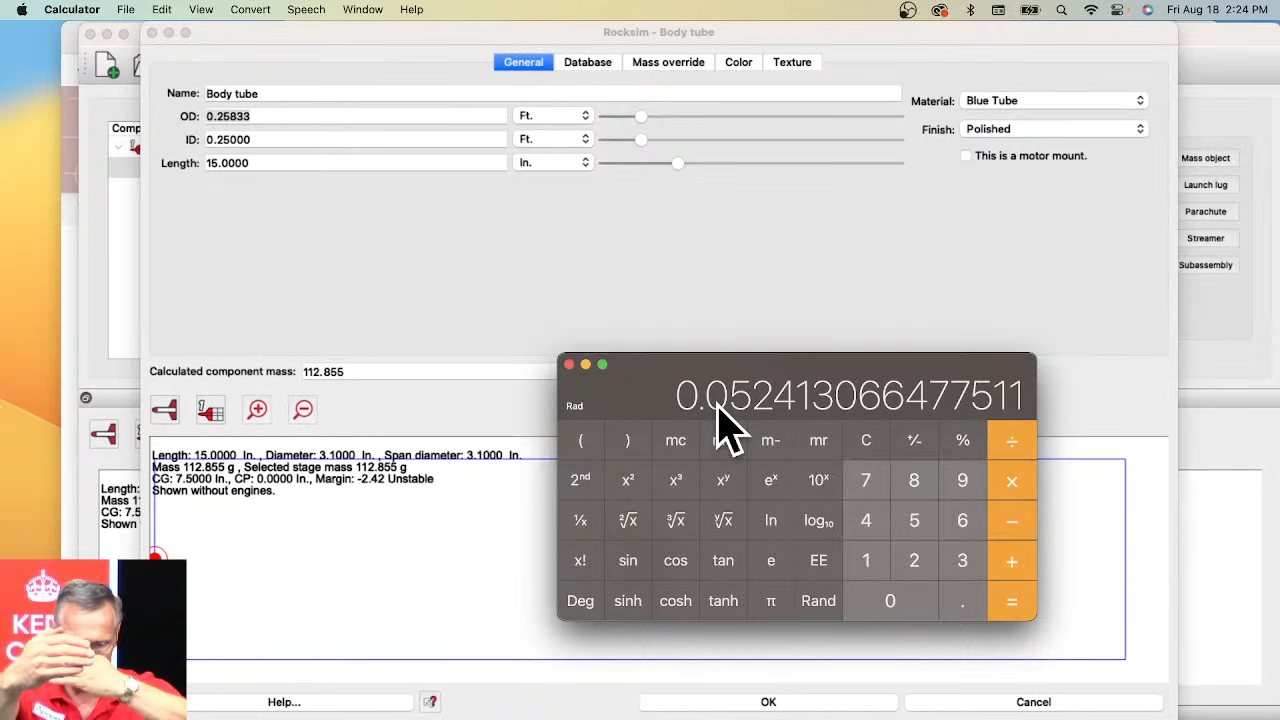 Calculator File Edit View Convert Speech Window Help Fri Aug 18 2:24 PM
Rocksim - Body tube
General Database Mass override Color Texture
Name: Body tube
Material: Blue Tube
OD: 0.25833 Ft.
Finish: Polished
ID: 0.25000 Ft.
This is a motor mount.
Length: 15.0000 In.
Comp
Mass object
Launch lug
Parachute
Streamer
Subassembly
Calculated component mass: 112.855
Length: 15.0000 In. , Diameter: 3.1000 In. , Span diameter: 3.1000 In.
Mass 112.855 g , Selected stage mass 112.855 g
CG: 7.5000 In., CP: 0.0000 In., Margin: -2.42 Unstable
Shown without engines.
Length:
Mass 11
CG: 7.5
Shown
0.052413066477511
Rad
( ) mc m- mr C +/- % ÷
2nd x² x³ xʸ eˣ 10ˣ 7 8 9 ×
1/x ²√x ³√x ʸ√x ln log₁₀ 4 5 6 −
x! sin cos tan e EE 1 2 3 +
Deg sinh cosh tanh π Rand 0 . =
Help... OK Cancel